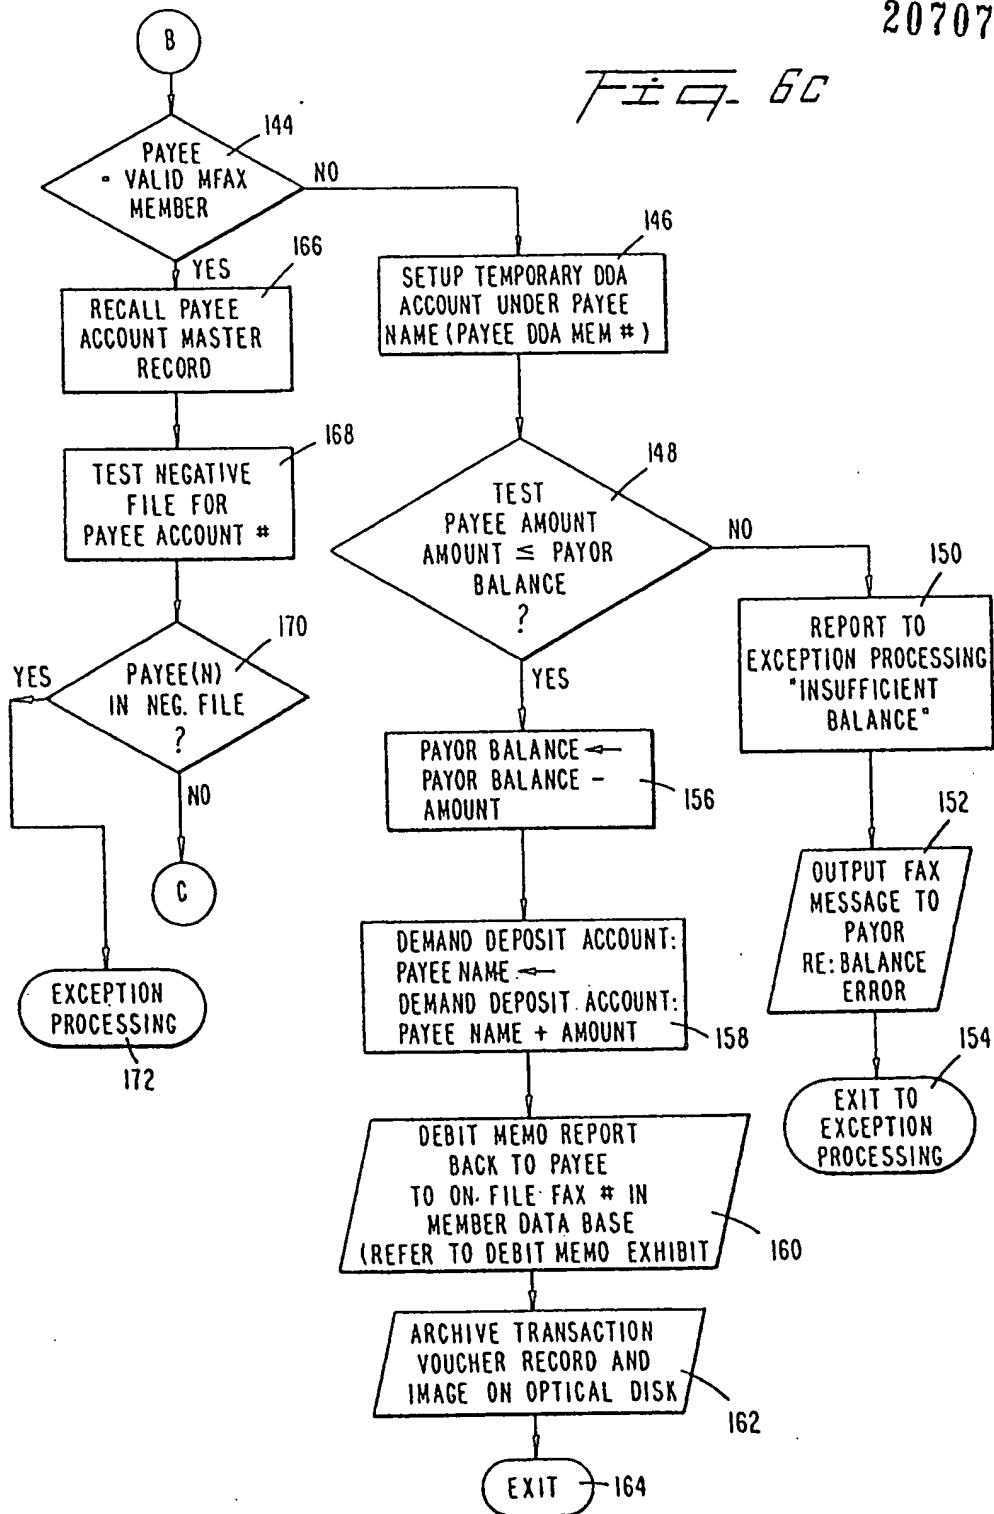 20707
Fig. 6C
B
144
PAYEE
= VALID MFAX
MEMBER
NO
YES
166
RECALL PAYEE
ACCOUNT MASTER
RECORD
146
SETUP TEMPORARY DDA
ACCOUNT UNDER PAYEE
NAME (PAYEE DDA MEM #)
168
TEST NEGATIVE
FILE FOR
PAYEE ACCOUNT #
148
TEST
PAYEE AMOUNT
AMOUNT ≤ PAYOR
BALANCE
?
NO
YES
170
PAYEE(N)
IN NEG. FILE
?
YES
NO
C
EXCEPTION
PROCESSING
172
150
REPORT TO
EXCEPTION PROCESSING
"INSUFFICIENT
BALANCE"
PAYOR BALANCE ←
PAYOR BALANCE -
AMOUNT
156
152
OUTPUT FAX
MESSAGE TO
PAYOR
RE: BALANCE
ERROR
DEMAND DEPOSIT ACCOUNT:
PAYEE NAME ←
DEMAND DEPOSIT ACCOUNT:
PAYEE NAME + AMOUNT
158
154
EXIT TO
EXCEPTION
PROCESSING
DEBIT MEMO REPORT
BACK TO PAYEE
TO ON FILE FAX # IN
MEMBER DATA BASE
(REFER TO DEBIT MEMO EXHIBIT
160
ARCHIVE TRANSACTION
VOUCHER RECORD AND
IMAGE ON OPTICAL DISK
162
EXIT
164